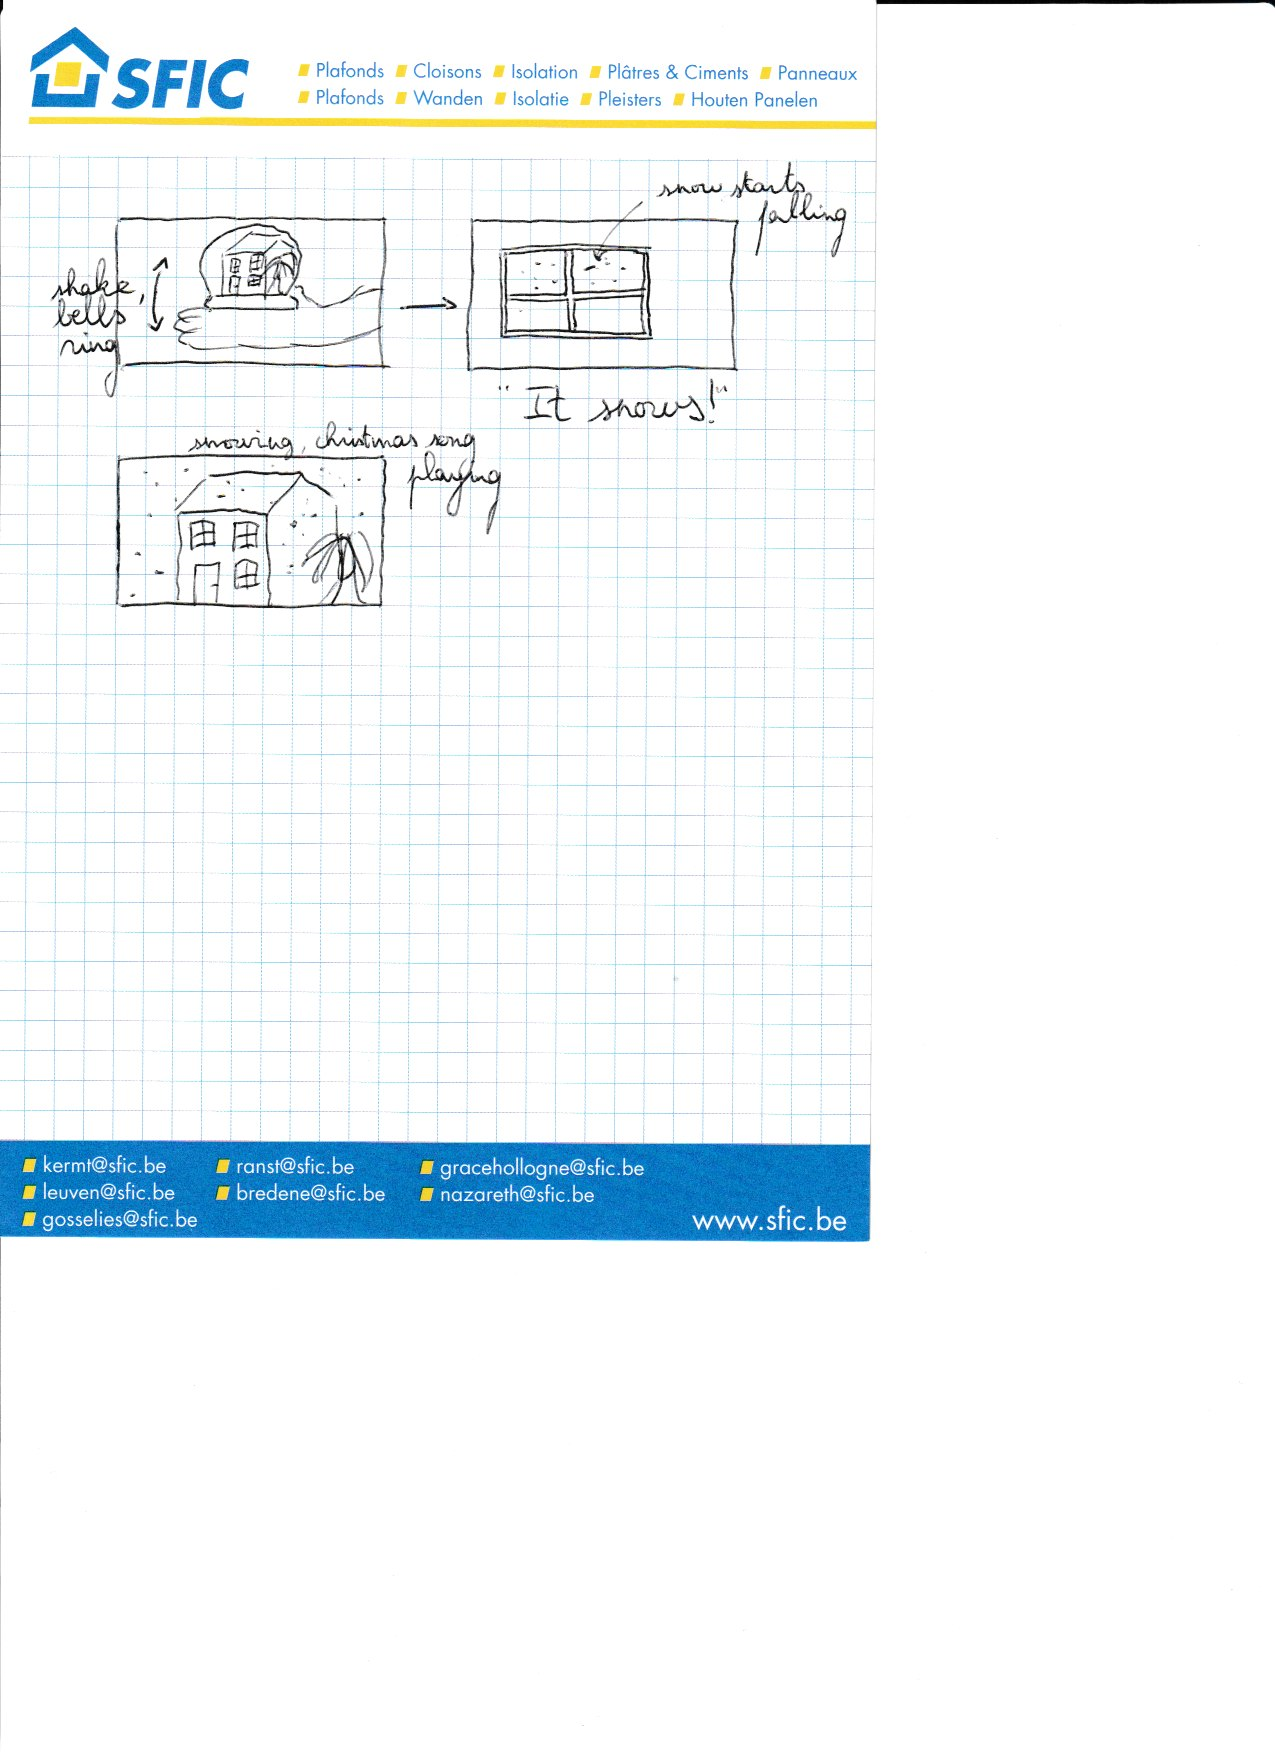 SFIC
Plafonds Cloisons Isolation Plâtres & Ciments Panneaux
Plafonds Wanden Isolatie Pleisters Houten Panelen
snow starts
falling
shake,
bells
ring
"It snows!"
snowing, christmas song
playing
kermt@sfic.be ranst@sfic.be gracehollogne@sfic.be
leuven@sfic.be bredene@sfic.be nazareth@sfic.be
gosselies@sfic.be
www.sfic.be